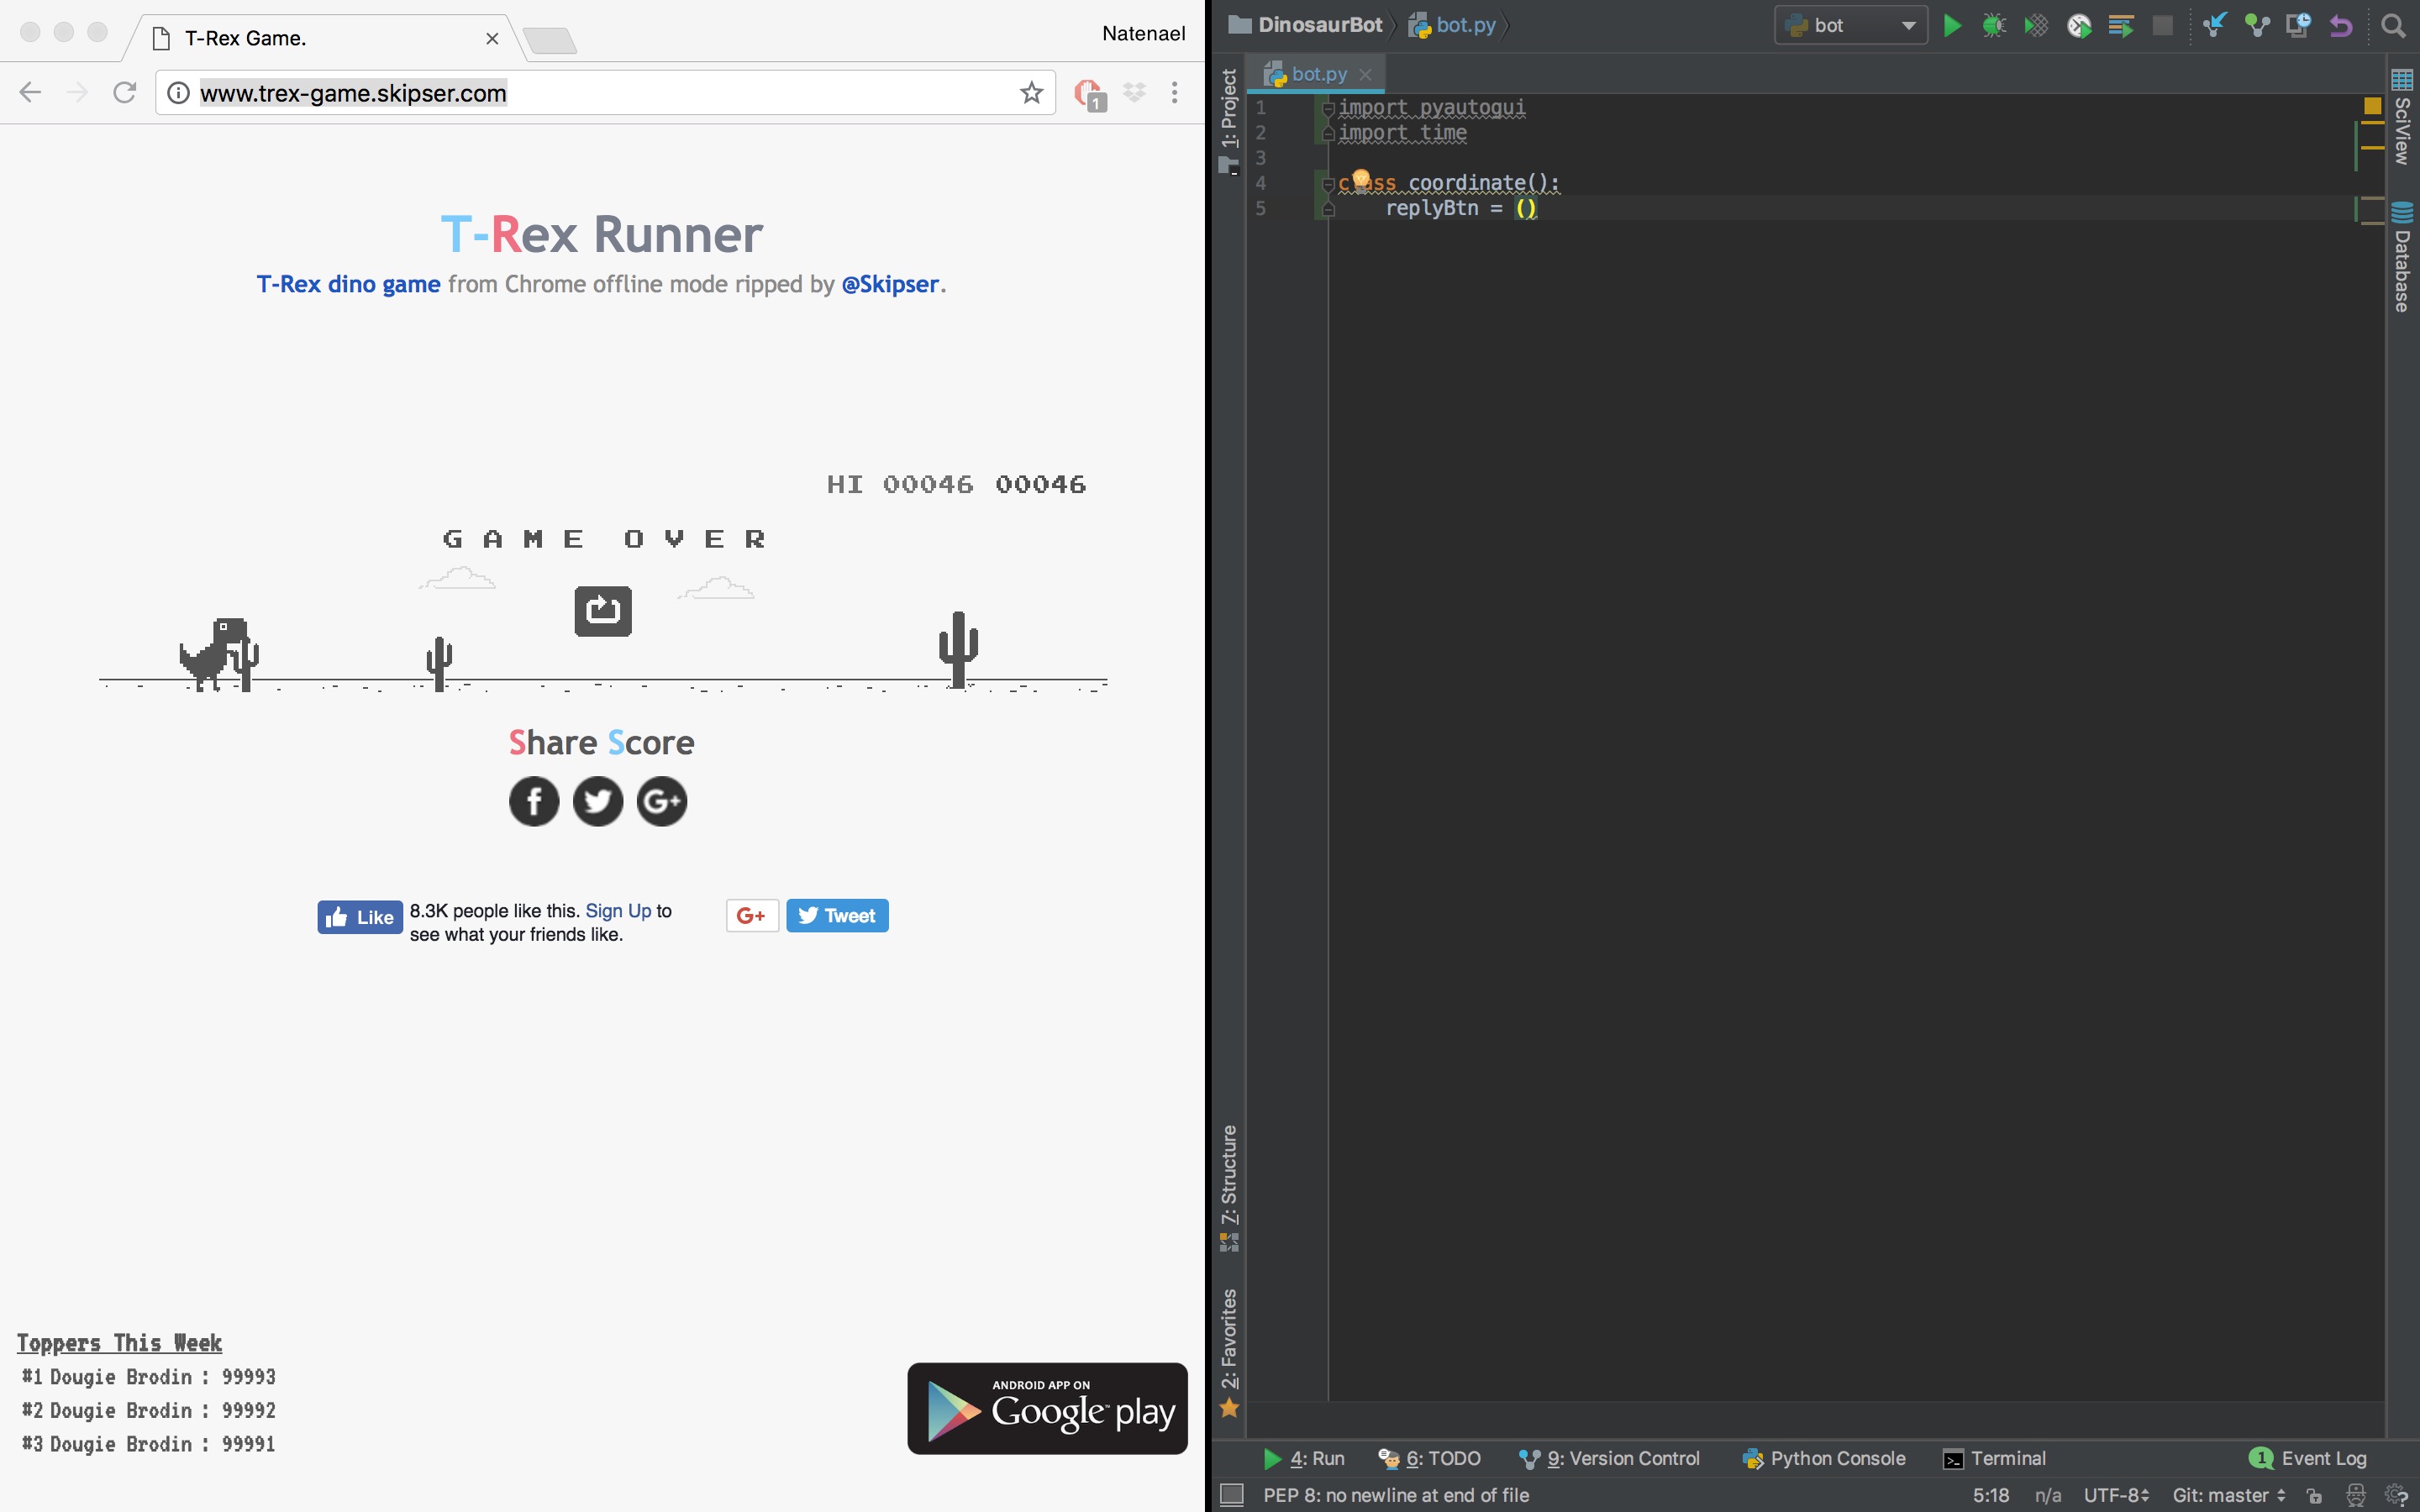 T-Rex Game.
Natenael
www.trex-game.skipser.com
1
T-Rex Runner
T-Rex dino game from Chrome offline mode ripped by @Skipser.
HI 00046 00046
GAME OVER
Share Score
f
G+
Like
8.3K people like this. Sign Up to
see what your friends like.
G+
Tweet
Toppers This Week
#1 Dougie Brodin : 99993
#2 Dougie Brodin : 99992
#3 Dougie Brodin : 99991
ANDROID APP ON
Google play
DinosaurBot
bot.py
bot
bot.py
1: Project
7: Structure
2: Favorites
1 import pyautogui
2 import time
3
4 class coordinate():
5 replyBtn = ()
SciView
Database
4: Run
6: TODO
9: Version Control
Python Console
Terminal
1 Event Log
PEP 8: no newline at end of file
5:18
n/a
UTF-8
Git: master